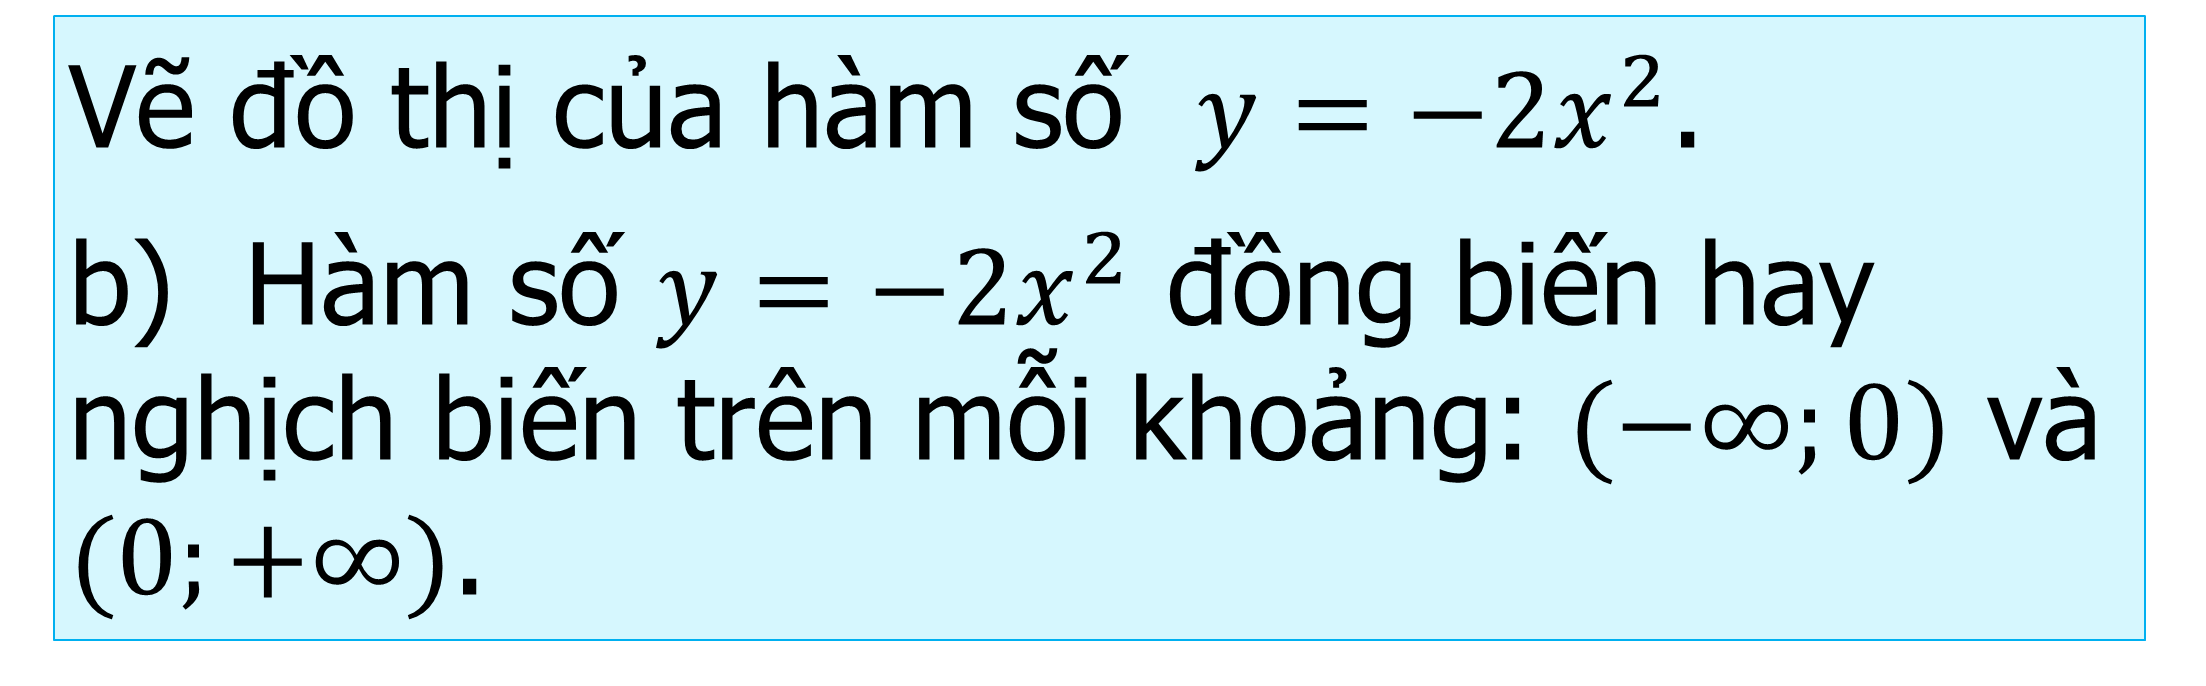 Vẽ đồ thị của hàm số y = −2x².
b) Hàm số y = −2x² đồng biến hay
nghịch biến trên mỗi khoảng: (−∞; 0) và
(0; +∞).